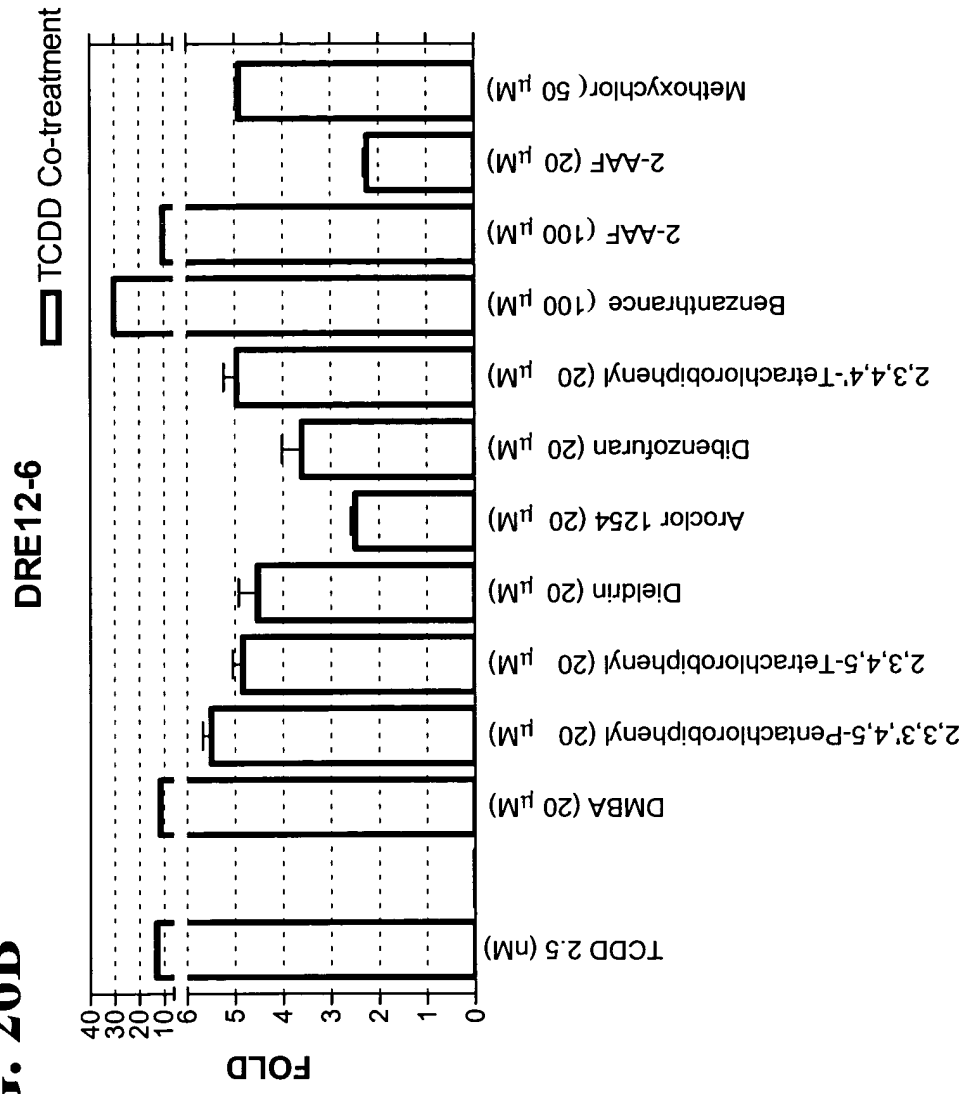 DRE12-6
TCDD Co-treatment
FOLD
40
30
20
10
6
5
4
3
2
1
0
TCDD 2.5 (nM)
DMBA (20 µM)
2,3,3',4,5-Pentachlorobiphenyl (20 µM)
2,3,4,5-Tetrachlorobiphenyl (20 µM)
Dieldrin (20 µM)
Aroclor 1254 (20 µM)
Dibenzofuran (20 µM)
2,3,4,4'-Tetrachlorobiphenyl (20 µM)
Benzanthrance (100 µM)
2-AAF (100 µM)
2-AAF (20 µM)
Methoxychlor (50 µM)